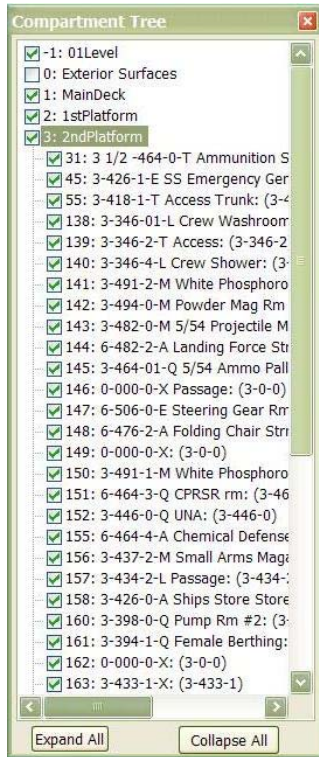 Compartment Tree
-1: 01Level
0: Exterior Surfaces
1: MainDeck
2: 1stPlatform
3: 2ndPlatform
31: 3 1/2 -464-0-T Ammunition S
45: 3-426-1-E SS Emergency Ger
55: 3-418-1-T Access Trunk: (3-4
138: 3-346-01-L Crew Washroom
139: 3-346-2-T Access: (3-346-2
140: 3-346-4-L Crew Shower: (3-
141: 3-491-2-M White Phosphoro
142: 3-494-0-M Powder Mag Rm
143: 3-482-0-M 5/54 Projectile M
144: 6-482-2-A Landing Force Str
145: 3-464-01-Q 5/54 Ammo Pall
146: 0-000-0-X Passage: (3-0-0)
147: 6-506-0-E Steering Gear Rm
148: 6-476-2-A Folding Chair Strr
149: 0-000-0-X: (3-0-0)
150: 3-491-1-M White Phosphoro
151: 6-464-3-Q CPRSR rm: (3-46
152: 3-446-0-Q UNA: (3-446-0)
155: 6-464-4-A Chemical Defense
156: 3-437-2-M Small Arms Maga
157: 3-434-2-L Passage: (3-434-2
158: 3-426-0-A Ships Store Store
160: 3-398-0-Q Pump Rm #2: (3-
161: 3-394-1-Q Female Berthing:
162: 0-000-0-X: (3-0-0)
163: 3-433-1-X: (3-433-1)
Expand All
Collapse All